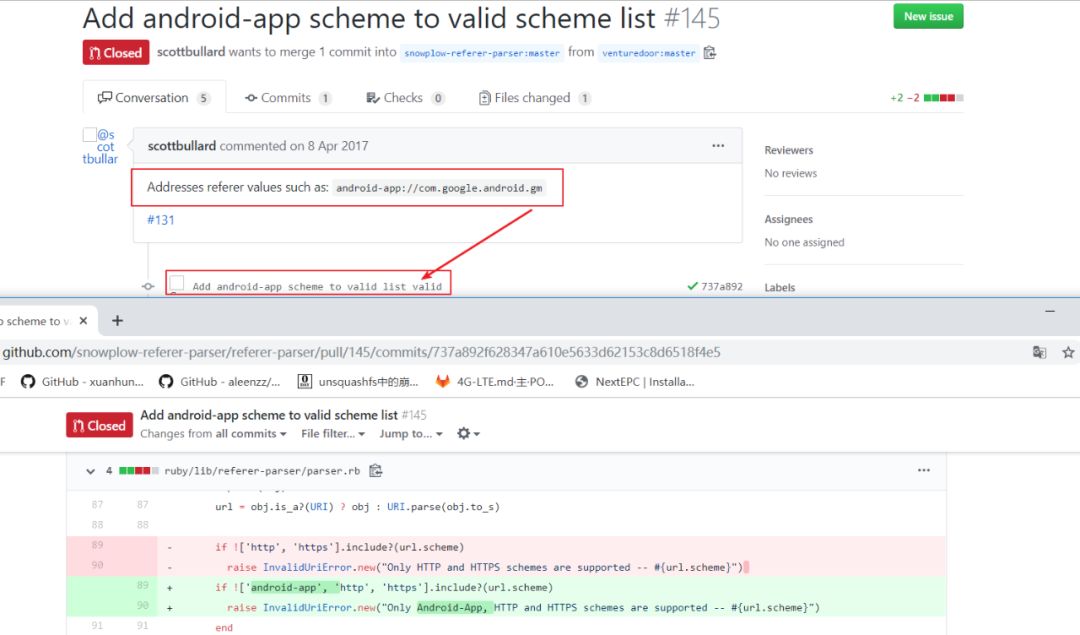 Add android-app scheme to valid scheme list #145
New issue
Closed scottbullard wants to merge 1 commit into snowplow-referer-parser:master from venturedoor:master
Conversation 5 Commits 1 Checks 0 Files changed 1 +2 −2
@s
cot
tbullar
scottbullard commented on 8 Apr 2017 ...
Reviewers
No reviews
Addresses referer values such as: android-app://com.google.android.gm
#131
Assignees
No one assigned
Add android-app scheme to valid list valid 737a892
Labels
scheme to v
github.com/snowplow-referer-parser/referer-parser/pull/145/commits/737a892f628347a610e5633d62153c8d6518f4e5
F GitHub - xuanhun... GitHub - aleenzz/... unsquashfs中的崩... 4G-LTE.md·主·PO... NextEPC | Installa...
Closed Add android-app scheme to valid scheme list #145
Changes from all commits File filter... Jump to...
4 ruby/lib/referer-parser/parser.rb ...
87 87 url = obj.is_a?(URI) ? obj : URI.parse(obj.to_s)
88 88
89 - if !['http', 'https'].include?(url.scheme)
90 - raise InvalidUriError.new("Only HTTP and HTTPS schemes are supported -- #{url.scheme}")
89 + if !['android-app', 'http', 'https'].include?(url.scheme)
90 + raise InvalidUriError.new("Only Android-App, HTTP and HTTPS schemes are supported -- #{url.scheme}")
91 91 end